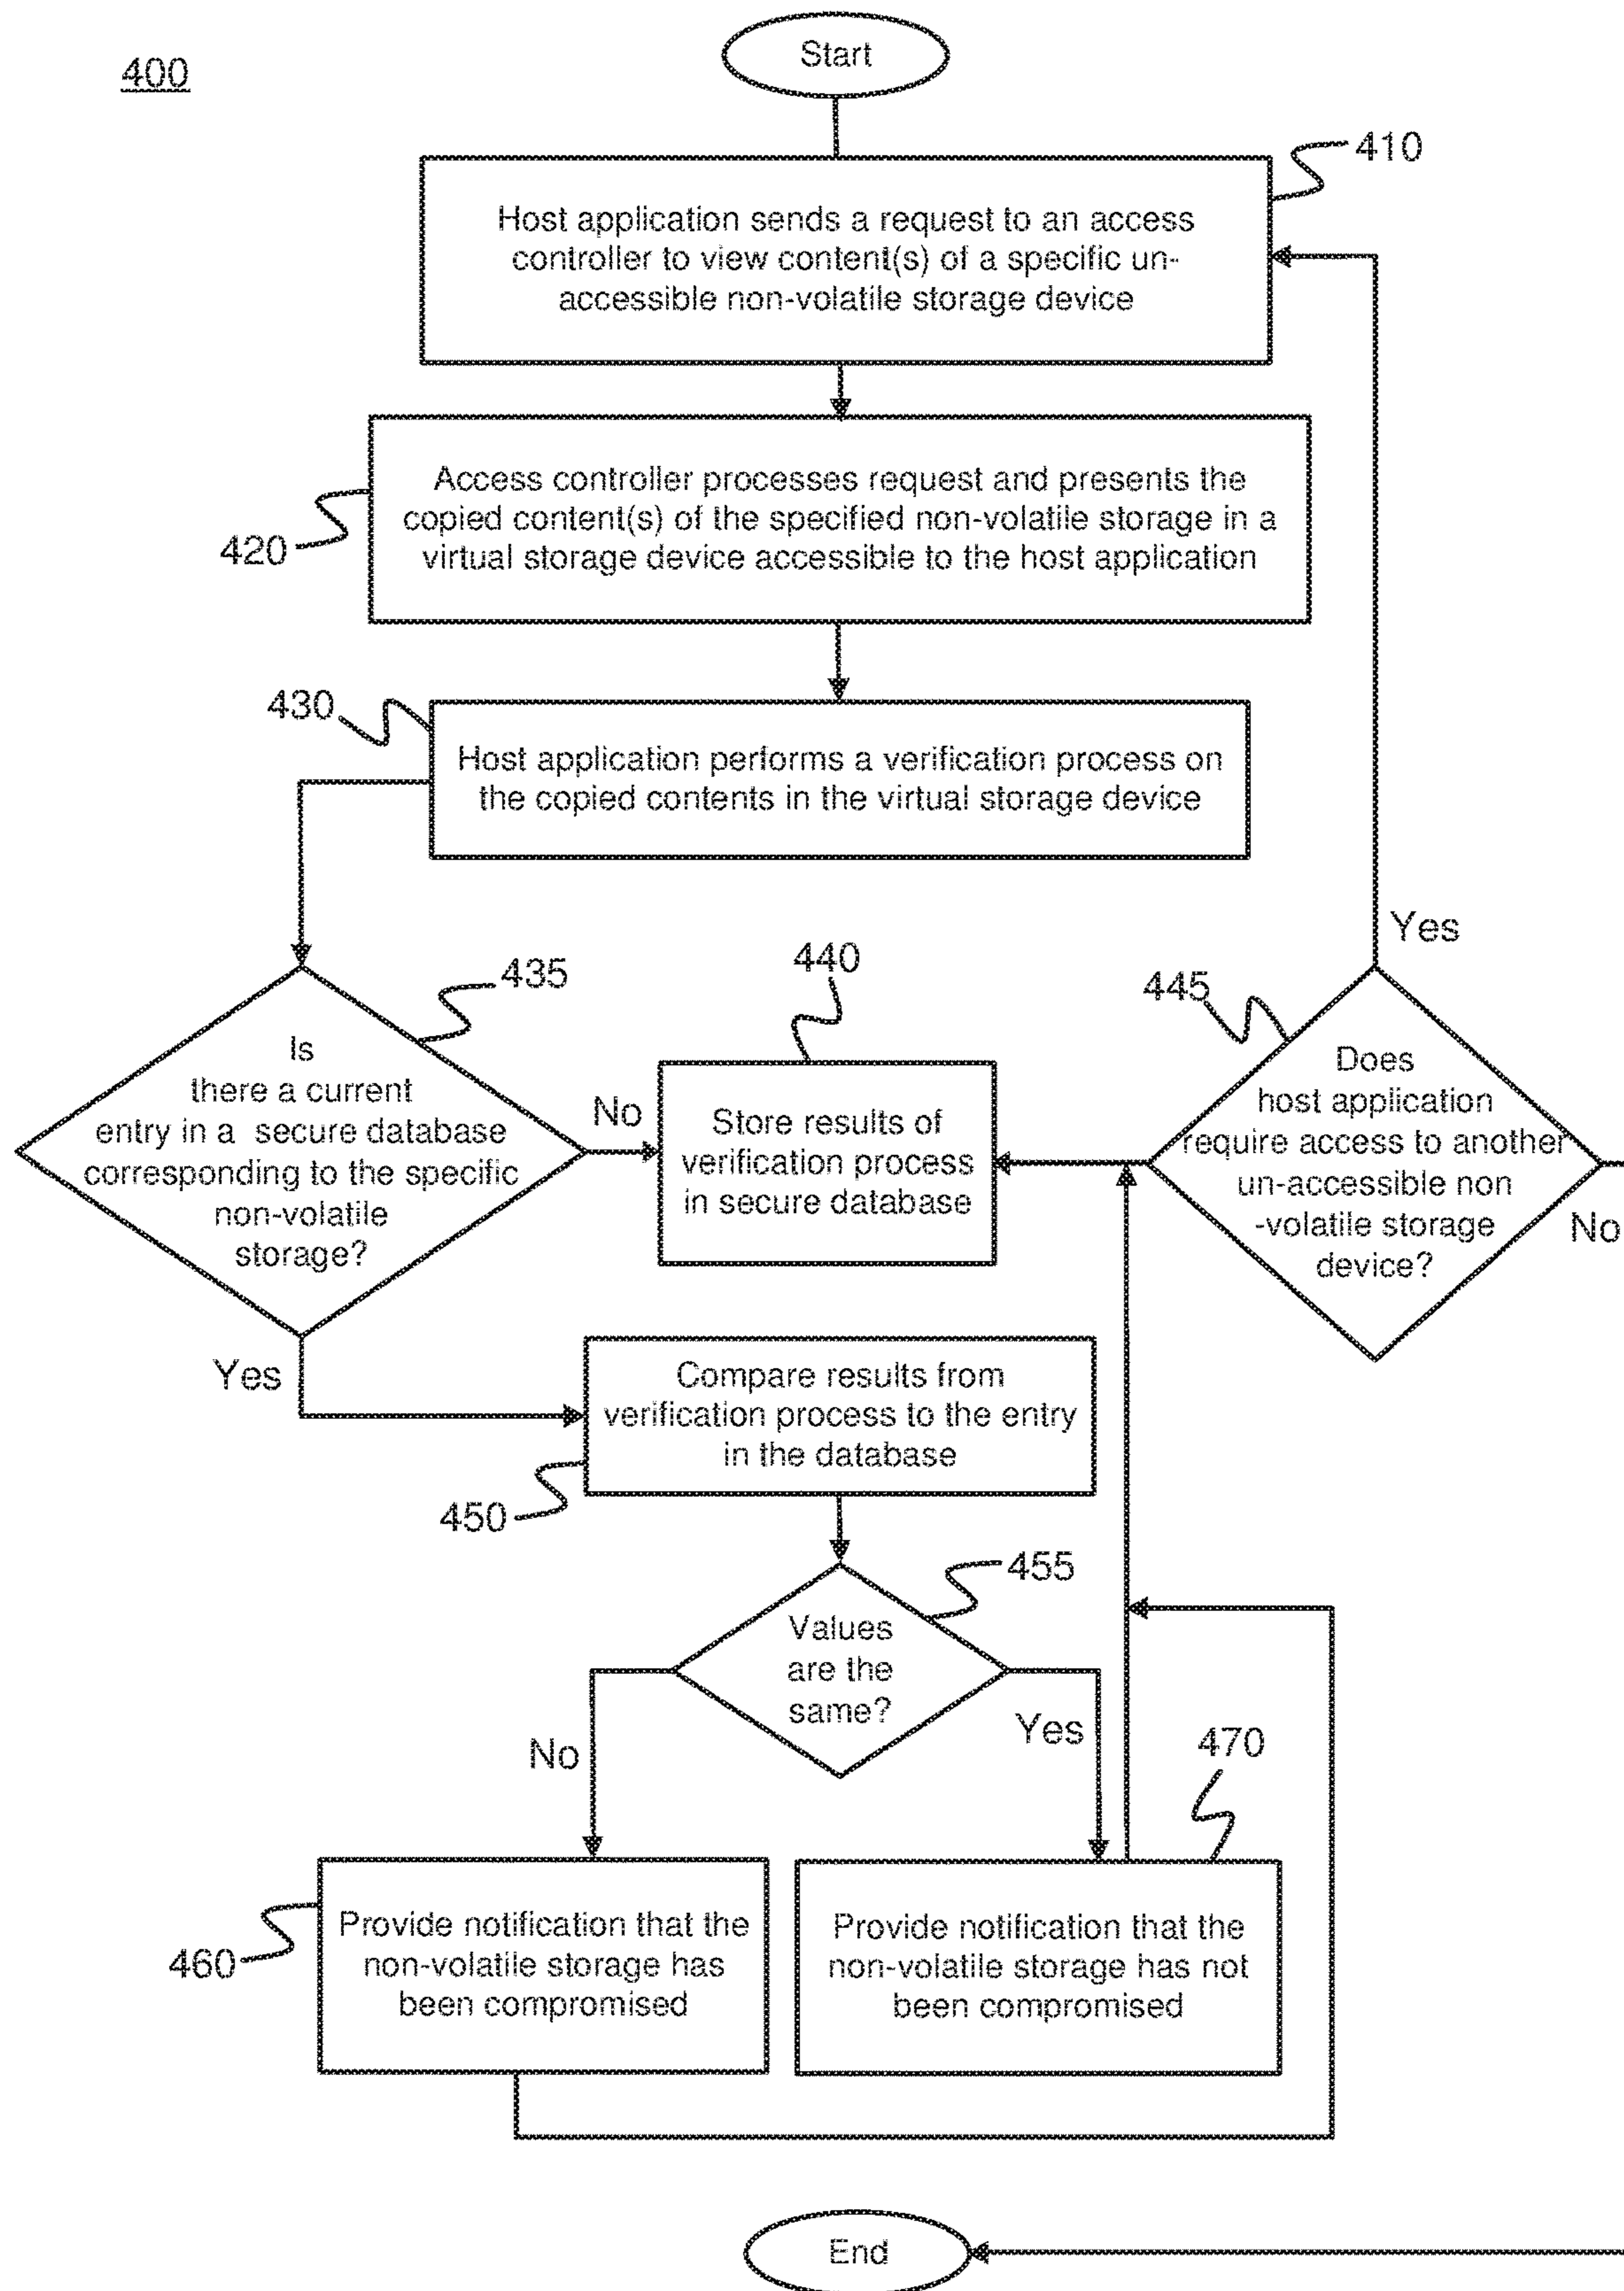 400
Start
410
Host application sends a request to an access
controller to view content(s) of a specific un-
accessible non-volatile storage device
Access controller processes request and presents the
copied content(s) of the specified non-volatile storage in a
virtual storage device accessible to the host application
420
430
Host application performs a verification process on
the copied contents in the virtual storage device
Yes
435
440
445
Is
there a current
entry in a secure database
corresponding to the specific
non-volatile
storage?
No
Store results of
verification process
in secure database
Does
host application
require access to another
un-accessible non
-volatile storage
device?
No
Yes
Compare results from
verification process to the entry
in the database
450
455
Values
are the
same?
No
Yes
470
460
Provide notification that the
non-volatile storage has
been compromised
Provide notification that the
non-volatile storage has not
been compromised
End